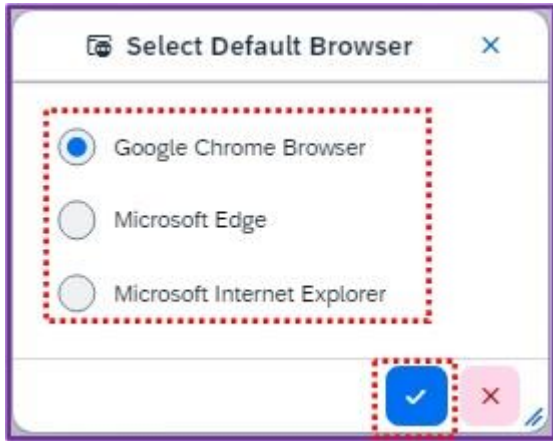 Select Default Browser
Google Chrome Browser
Microsoft Edge
Microsoft Internet Explorer